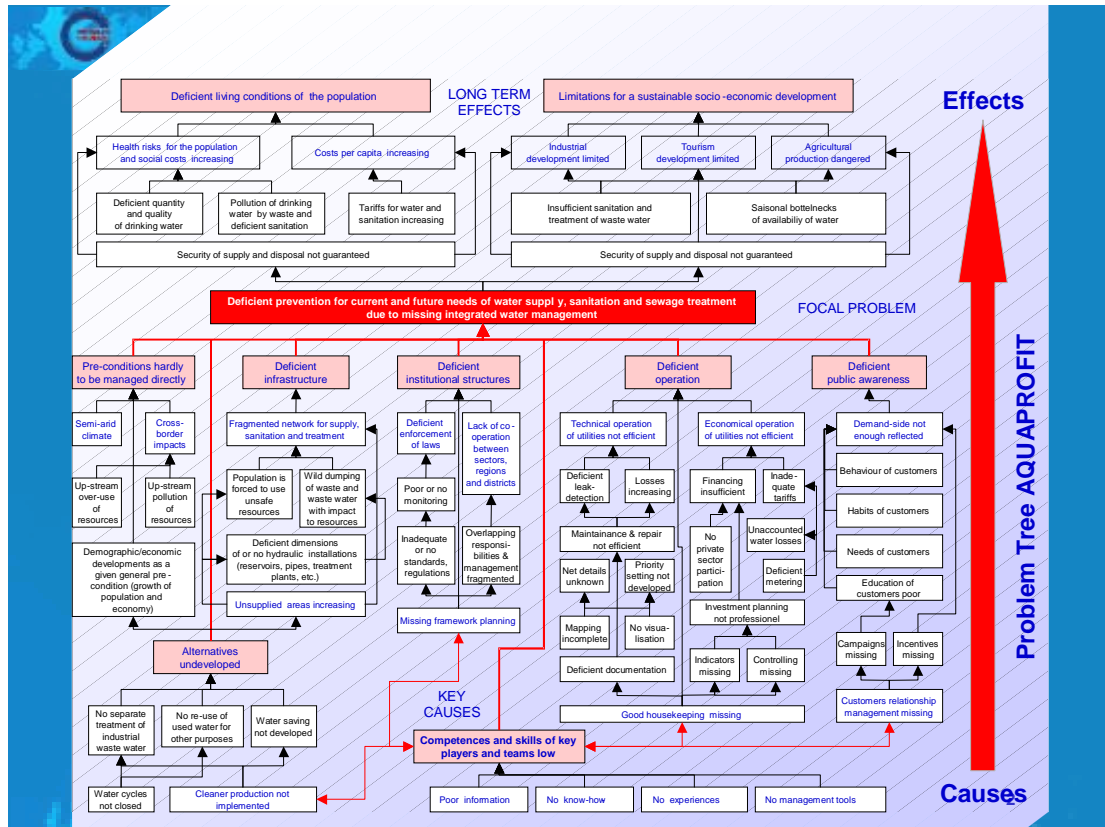 LONG TERM
EFFECTS
Deficient living conditions of the population
Limitations for a sustainable socio-economic development
Effects
Health risks for the population
and social costs increasing
Costs per capita increasing
Industrial
development limited
Tourism
development limited
Agricultural
production dangered
Deficient quantity
and quality
of drinking water
Pollution of drinking
water by waste and
deficient sanitation
Tariffs for water and
sanitation increasing
Insufficient sanitation and
treatment of waste water
Saisonal bottelnecks
of availabiliy of water
Security of supply and disposal not guaranteed
Security of supply and disposal not guaranteed
Deficient prevention for current and future needs of water suppl y, sanitation and sewage treatment
due to missing integrated water management
FOCAL PROBLEM
Pre-conditions hardly
to be managed directly
Deficient
infrastructure
Deficient
institutional structures
Deficient
operation
Deficient
public awareness
Semi-arid
climate
Cross-
border
impacts
Fragmented network for supply,
sanitation and treatment
Deficient
enforcement
of laws
Lack of co-
operation
between
sectors,
regions
and districts
Technical operation
of utilities not efficient
Economical operation
of utilities not efficient
Demand-side not
enough reflected
Up-stream
over-use
of
resources
Up-stream
pollution
of
resources
Population is
forced to use
unsafe
resources
Wild dumping
of waste and
waste water
with impact
to resources
Poor or no
monitoring
Deficient
leak-
detection
Losses
increasing
Financing
insufficient
Inade-
quate
tariffs
Behaviour of customers
Habits of customers
Demographic/economic
developments as a
given general pre-
condition (growth of
population and
economy)
Deficient dimensions
of or no hydraulic installations
(reservoirs, pipes, treatment
plants, etc.)
Inadequate
or no
standards,
regulations
Overlapping
responsi-
bilities &
management
fragmented
Maintainance & repair
not efficient
No
private
sector
partici-
pation
Unaccounted
water losses
Needs of customers
Unsupplied areas increasing
Net details
unknown
Priority
setting not
developed
Deficient
metering
Education of
customers poor
Missing framework planning
Mapping
incomplete
No visua-
lisation
Investment planning
not professionel
Alternatives
undeveloped
Deficient documentation
Indicators
missing
Controlling
missing
Campaigns
missing
Incentives
missing
KEY
CAUSES
No separate
treatment of
industrial
waste water
No re-use of
used water for
other purposes
Water saving
not developed
Good housekeeping missing
Customers relationship
management missing
Competences and skills of key
players and teams low
Water cycles
not closed
Cleaner production not
implemented
Poor information
No know-how
No experiences
No management tools
Causes
2
Problem Tree AQUAPROFIT